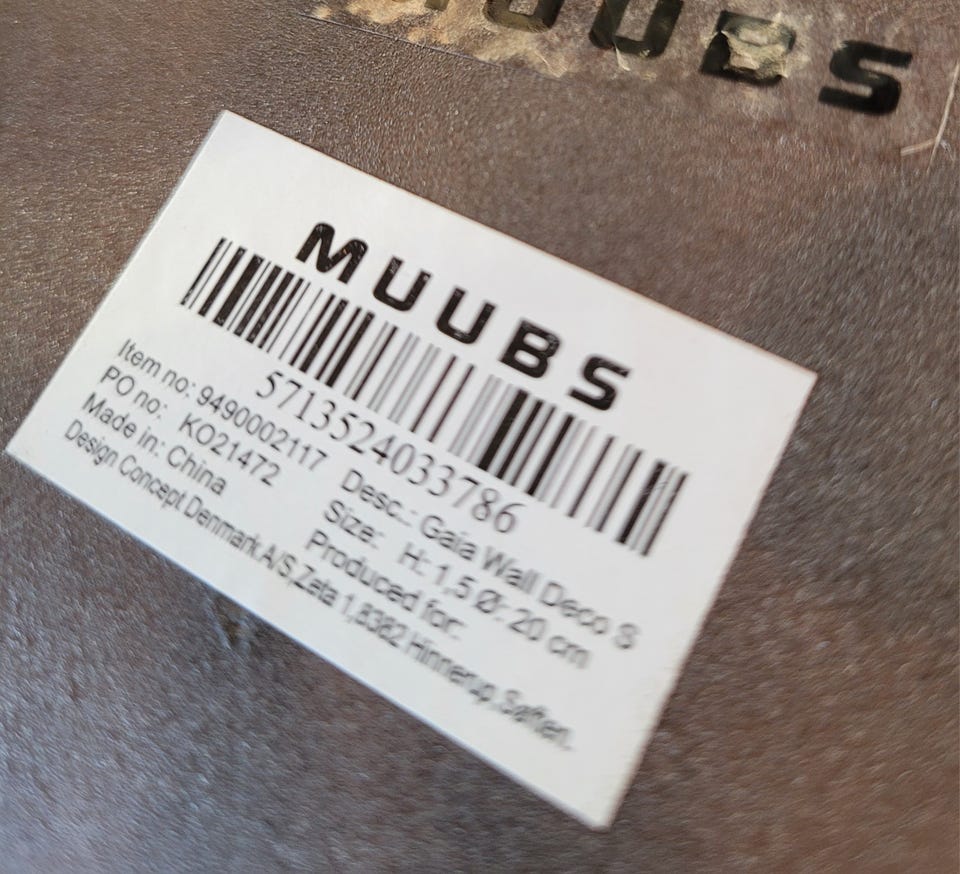 MUUBS
MUUBS
5713524033786
Item no: 9490002117 Desc.: Gaia Wall Deco S
PO no: KO21472 Size: H: 1,5 Ø: 20 cm
Made in: China Produced for:
Design Concept Denmark A/S,Zeta 1,8382 Hinnerup,Søften.